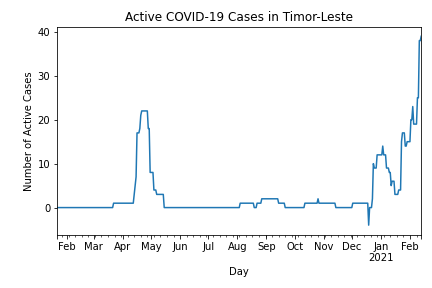 Active COVID-19 Cases in Timor-Leste
40
30
20
10
0
Number of Active Cases
Feb Mar Apr May Jun Jul Aug Sep Oct Nov Dec Jan Feb
2021
Day